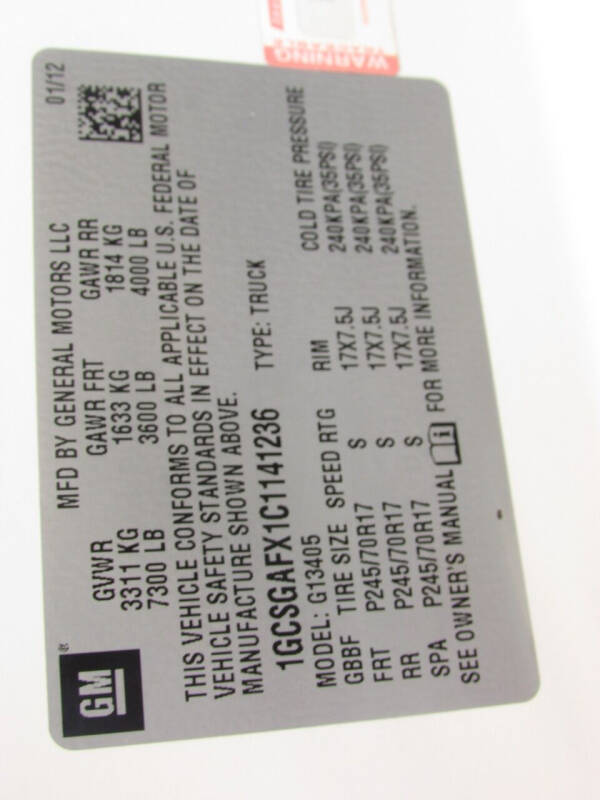 WARNING
GM
MFD BY GENERAL MOTORS LLC 01/12
GVWR GAWR FRT GAWR RR
3311 KG 1633 KG 1814 KG
7300 LB 3600 LB 4000 LB
THIS VEHICLE CONFORMS TO ALL APPLICABLE U.S. FEDERAL MOTOR
VEHICLE SAFETY STANDARDS IN EFFECT ON THE DATE OF
MANUFACTURE SHOWN ABOVE.
1GCSGAFX1C1141236 TYPE: TRUCK
MODEL: G13405
GBBF TIRE SIZE SPEED RTG RIM COLD TIRE PRESSURE
FRT P245/70R17 S 17X7.5J 240KPA(35PSI)
RR P245/70R17 S 17X7.5J 240KPA(35PSI)
SPA P245/70R17 S 17X7.5J 240KPA(35PSI)
SEE OWNER'S MANUAL i FOR MORE INFORMATION.